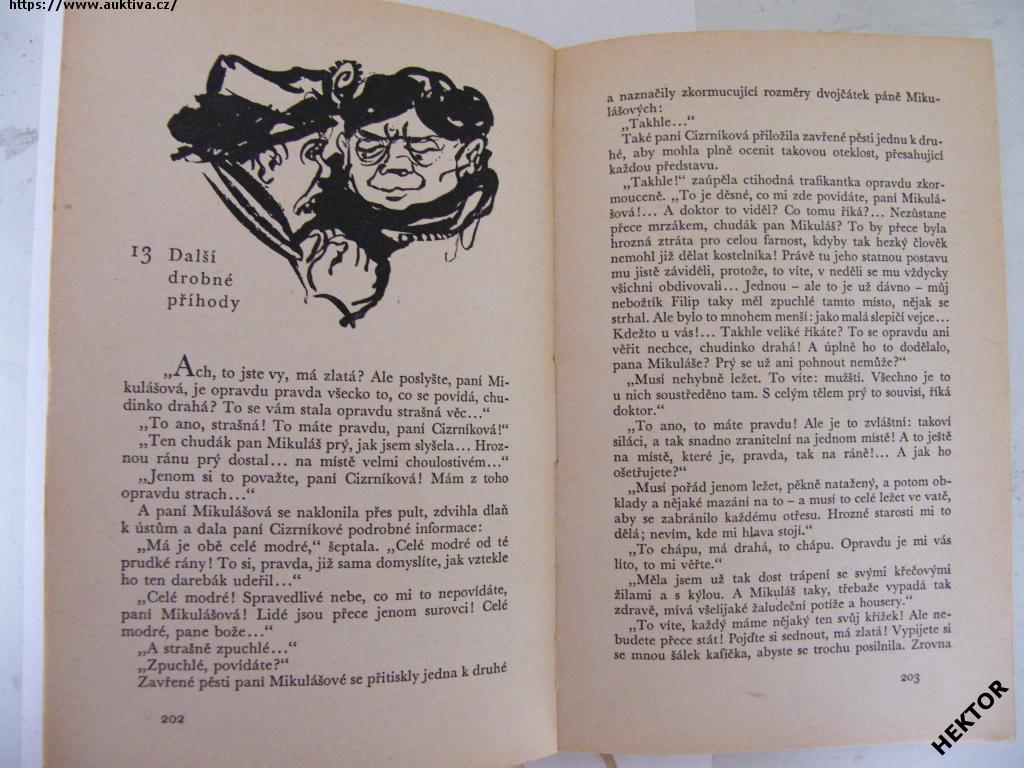 https://www.auktiva.cz/
13 Další
drobné
příhody
„Ach, to jste vy, má zlatá? Ale poslyšte, paní Mi-
kulášová, je opravdu pravda všecko to, co se povídá, chu-
dinko drahá? To se vám stala opravdu strašná věc...“
„To ano, strašná! To máte pravdu, paní Cizrníková!“
„Ten chudák pan Mikuláš prý, jak jsem slyšela... Hroz-
nou ránu prý dostal... na místě velmi choulostivém...“
„Jenom si to považte, paní Cizrníková! Mám z toho
opravdu strach...“
A paní Mikulášová se naklonila přes pult, zdvihla dlaň
k ústům a dala paní Cizrníkové podrobné informace:
„Má je obě celé modré,“ šeptala. „Celé modré od té
prudké rány! To si, pravda, již sama domyslíte, jak vztekle
ho ten darebák udeřil...“
„Celé modré! Spravedlivé nebe, co mi to nepovídáte,
paní Mikulášová! Lidé jsou přece jenom surovci! Celé
modré, pane bože...“
„A strašně zpuchlé...“
„Zpuchlé, povídáte?“
Zavřené pěsti paní Mikulášové se přitiskly jedna k druhé
202
a naznačily zkormucující rozměry dvojčátek páně Miku-
lášových:
„Takhle...“
Také paní Cizrníková přiložila zavřené pěsti jednu k dru-
hé, aby mohla plně ocenit takovou oteklost, přesahující
každou představu.
„Takhle!“ zaúpěla ctihodná trafikantka opravdu zkor-
mouceně. „To je děsné, co mi zde povídáte, paní Mikulá-
šová!... A doktor to viděl? Co tomu říká?... Nezůstane
přece mrzákem, chudák pan Mikuláš? To by přece byla
hrozná ztráta pro celou farnost, kdyby tak hezký člověk
nemohl již dělat kostelníka! Právě tu jeho statnou postavu
mu jistě záviděli, protože, to víte, v neděli se mu vždycky
všichni obdivovali... Jednou – ale to je už dávno – můj
nebožtík Filip taky měl zpuchlé tamto místo, nějak se
strhal. Ale bylo to mnohem menší: jako malá slepičí vejce...
Kdežto u vás!... Takhle veliké říkáte? To se opravdu ani
věřit nechce, chudinko drahá! A úplně ho to dodělalo,
pana Mikuláše? Prý se už ani pohnout nemůže?“
„Musí nehybně ležet. To víte: mužští. Všechno je to
u nich soustředěno tam. S celým tělem prý to souvisí, říká
doktor.“
„To ano, to máte pravdu! Ale je to zvláštní: takoví
siláci, a tak snadno zranitelní na jednom místě! A to ještě
na místě, které je, pravda, tak na ráně!... A jak ho
ošetřujete?“
„Musí pořád jenom ležet, pěkně natažený, a potom ob-
klady a nějaké mazání na to – a musí to celé ležet ve vatě,
aby se zabránilo každému otřesu. Hrozné starosti mi to
dělá; nevím, kde mi hlava stojí.“
„To chápu, má drahá, to chápu. Opravdu je mi vás
líto, to mi věřte.“
„Měla jsem už tak dost trápení se svými křečovými
žilami a s kýlou. A Mikuláš taky, třebaže vypadá tak
zdravě, mívá všelijaké žaludeční potíže a housery.“
„To víte, každý máme nějaký ten svůj křížek! Ale ne-
budete přece stát! Pojďte si sednout, má zlatá! Vypijete si
se mnou šálek kafíčka, abyste se trochu posilnila. Zrovna
203
HEKTOR